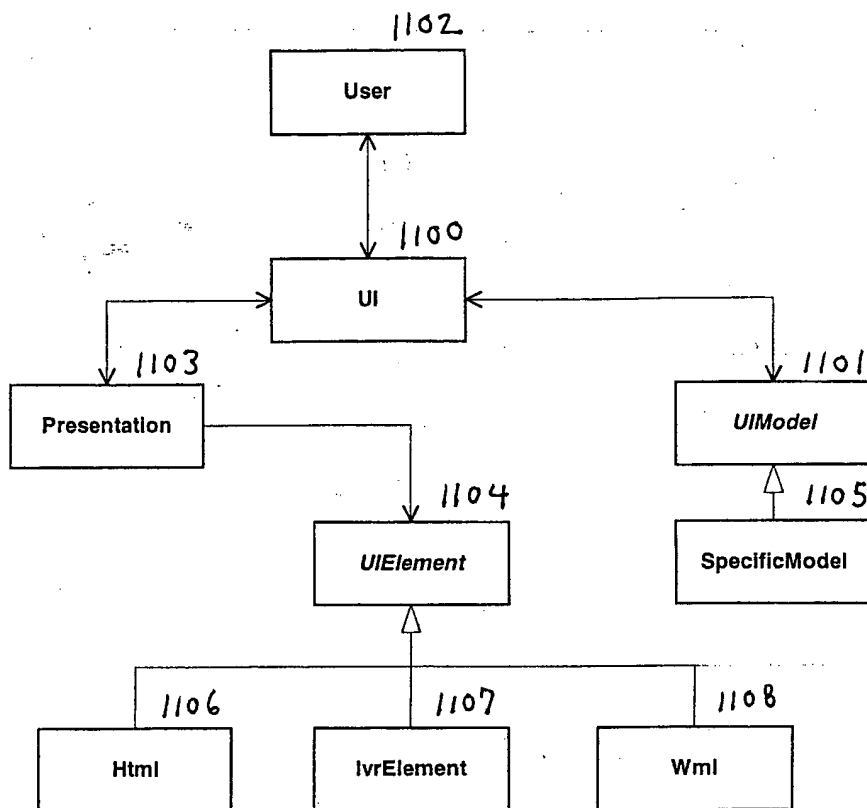 1102
User
1100
UI
1103
Presentation
1101
UIModel
1104
UIElement
1105
SpecificModel
1106
Html
1107
IvrElement
1108
Wml